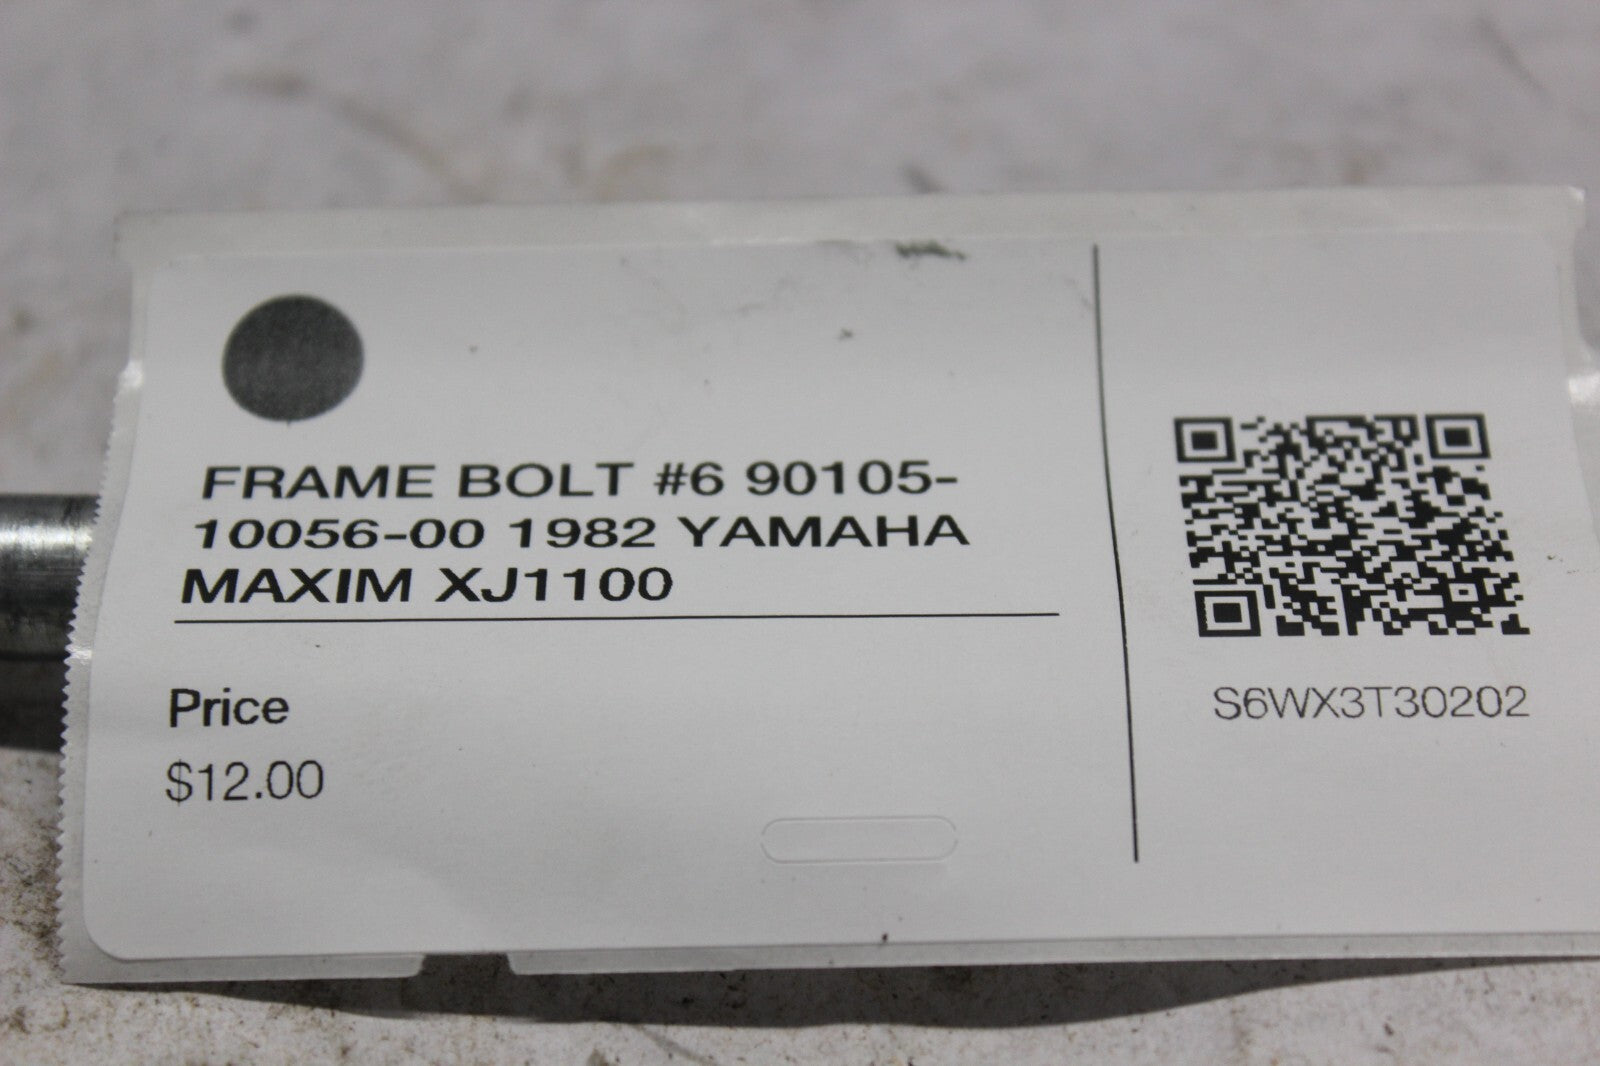 FRAME BOLT #6 90105-
10056-00 1982 YAMAHA
MAXIM XJ1100
Price
$12.00
S6WX3T30202